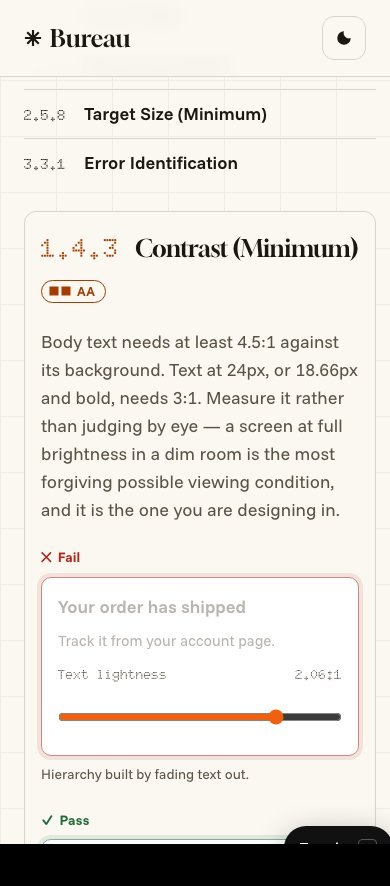 Bureau
2.5.8 Target Size (Minimum)
3.3.1 Error Identification
1.4.3 Contrast (Minimum)
AA
Body text needs at least 4.5:1 against
its background. Text at 24px, or 18.66px
and bold, needs 3:1. Measure it rather
than judging by eye — a screen at full
brightness in a dim room is the most
forgiving possible viewing condition,
and it is the one you are designing in.
Fail
Your order has shipped
Track it from your account page.
Text lightness 2.06:1
Hierarchy built by fading text out.
Pass